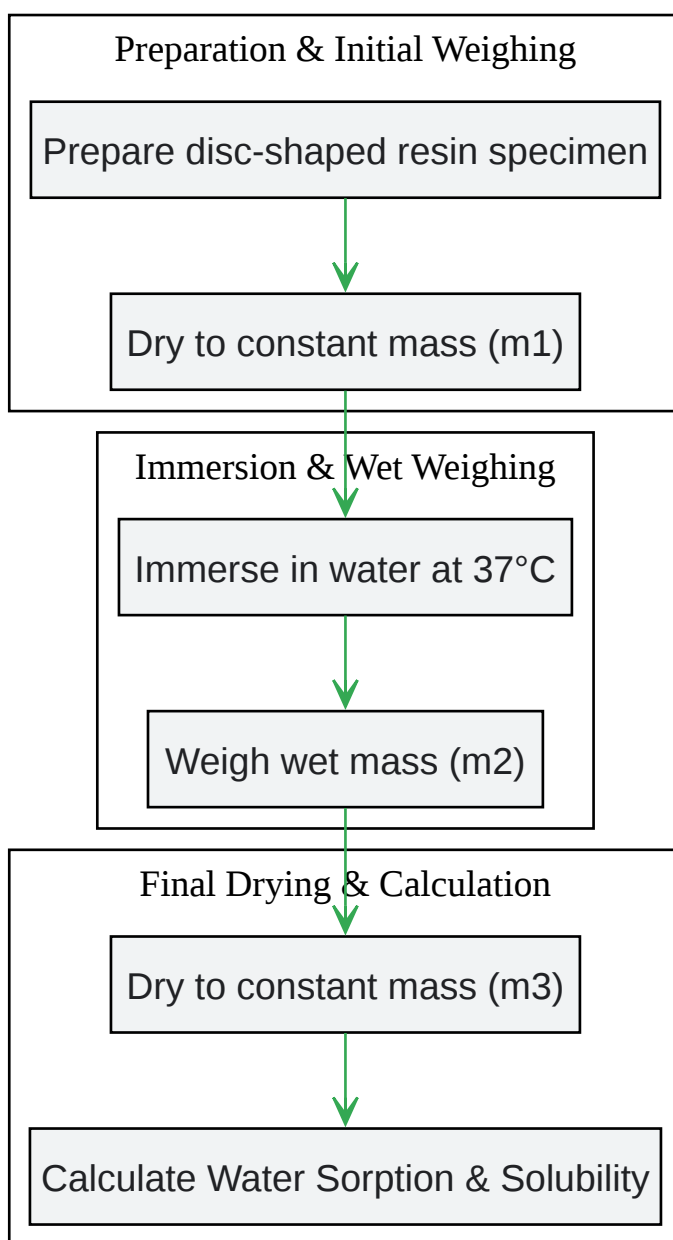 Preparation & Initial Weighing
Prepare disc-shaped resin specimen
Dry to constant mass (m1)
Immersion & Wet Weighing
Immerse in water at 37°C
Weigh wet mass (m2)
Final Drying & Calculation
Dry to constant mass (m3)
Calculate Water Sorption & Solubility